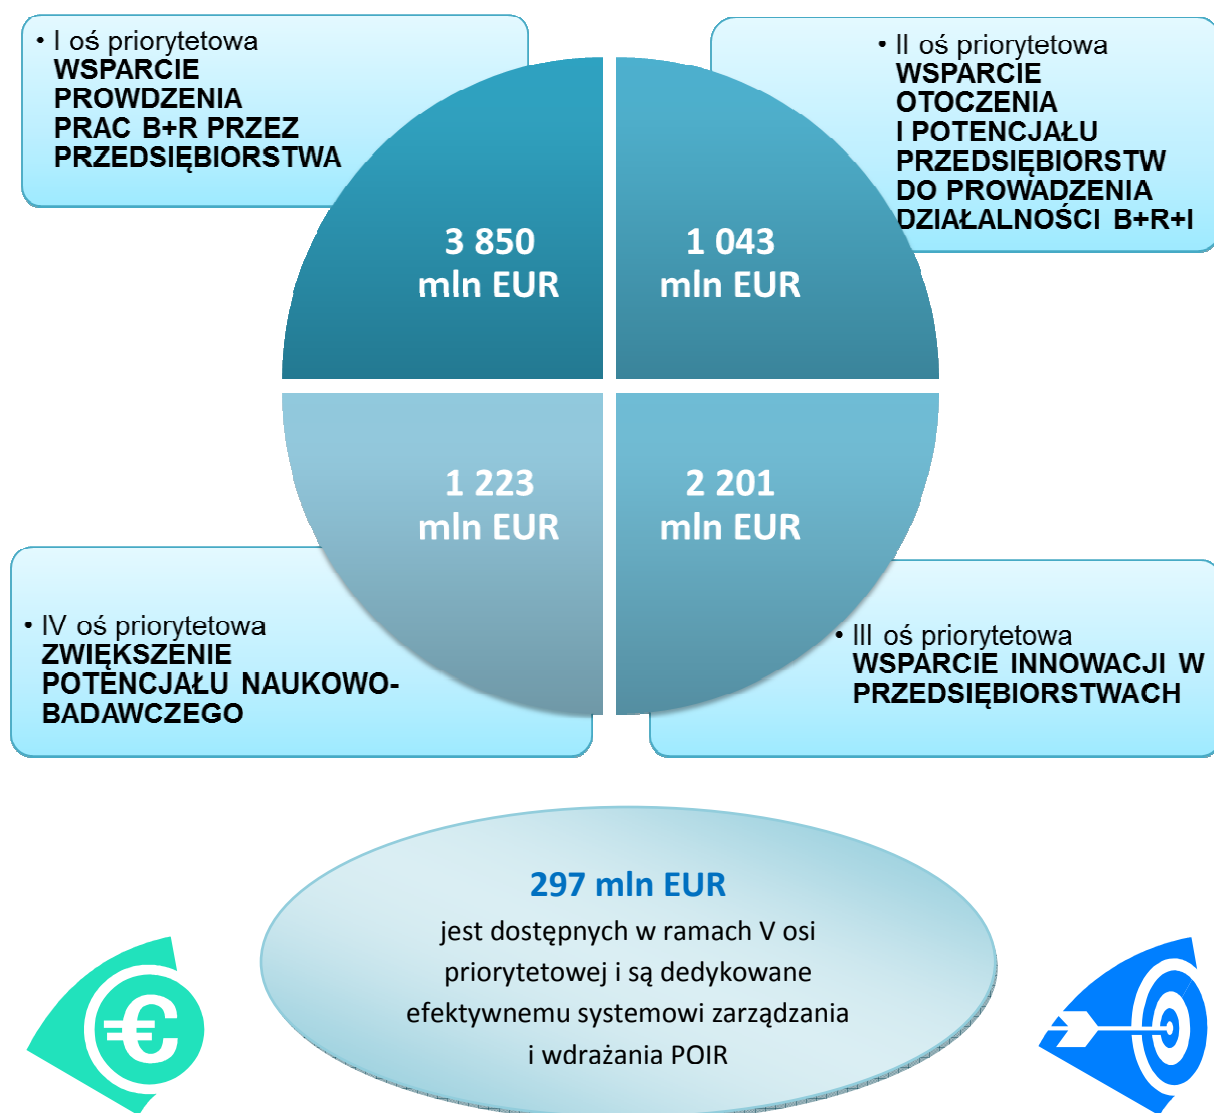 • I oś priorytetowa
WSPARCIE
PROWDZENIA
PRAC B+R PRZEZ
PRZEDSIĘBIORSTWA
• II oś priorytetowa
WSPARCIE
OTOCZENIA
I POTENCJAŁU
PRZEDSIĘBIORSTW
DO PROWADZENIA
DZIAŁALNOŚCI B+R+I
3 850
mln EUR
1 043
mln EUR
1 223
mln EUR
2 201
mln EUR
• IV oś priorytetowa
ZWIĘKSZENIE
POTENCJAŁU NAUKOWO-
BADAWCZEGO
• III oś priorytetowa
WSPARCIE INNOWACJI W
PRZEDSIĘBIORSTWACH
297 mln EUR
jest dostępnych w ramach V osi
priorytetowej i są dedykowane
efektywnemu systemowi zarządzania
i wdrażania POIR
€